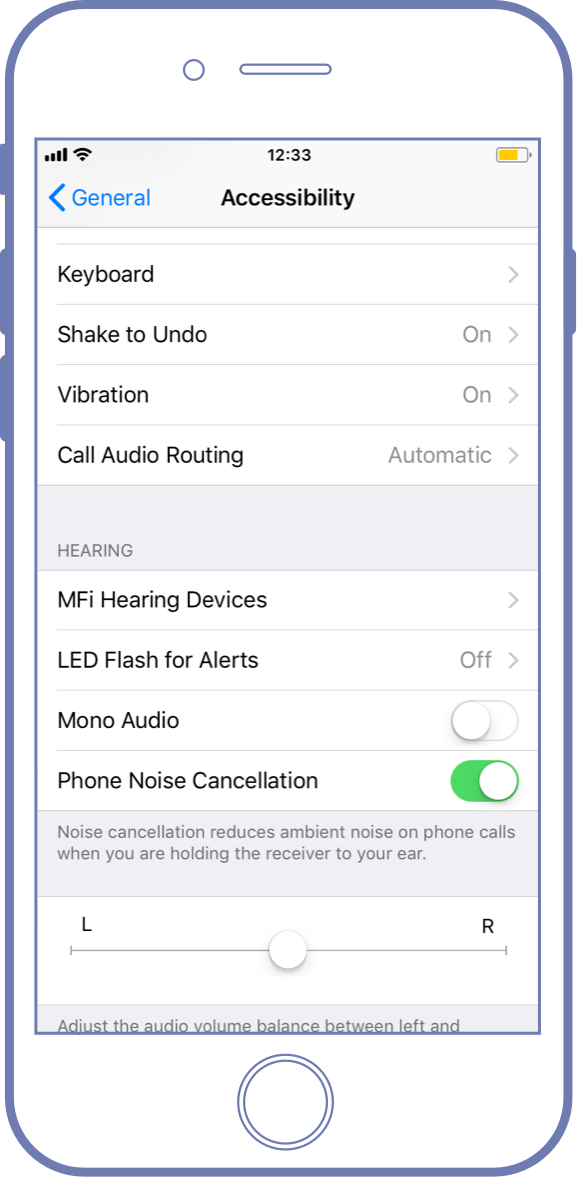 12:33
General Accessibility
Keyboard
Shake to Undo On
Vibration On
Call Audio Routing Automatic
HEARING
MFi Hearing Devices
LED Flash for Alerts Off
Mono Audio
Phone Noise Cancellation
Noise cancellation reduces ambient noise on phone calls
when you are holding the receiver to your ear.
L R
Adjust the audio volume balance between left and